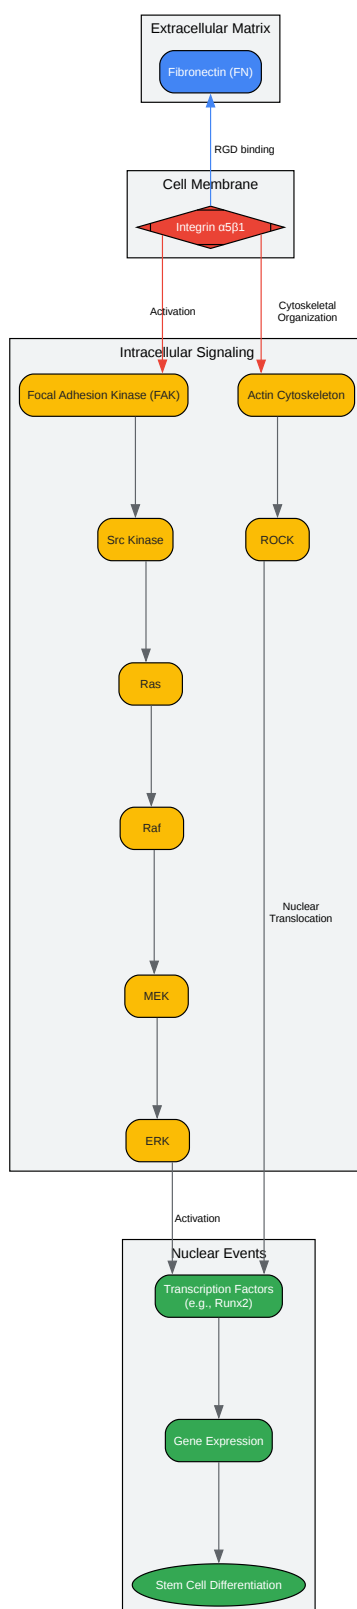 Extracellular Matrix
Fibronectin (FN)
RGD binding
Cell Membrane
Integrin α5β1
Activation
Cytoskeletal
Organization
Intracellular Signaling
Focal Adhesion Kinase (FAK)
Actin Cytoskeleton
Src Kinase
ROCK
Ras
Raf
Nuclear
Translocation
MEK
ERK
Activation
Nuclear Events
Transcription Factors
(e.g., Runx2)
Gene Expression
Stem Cell Differentiation